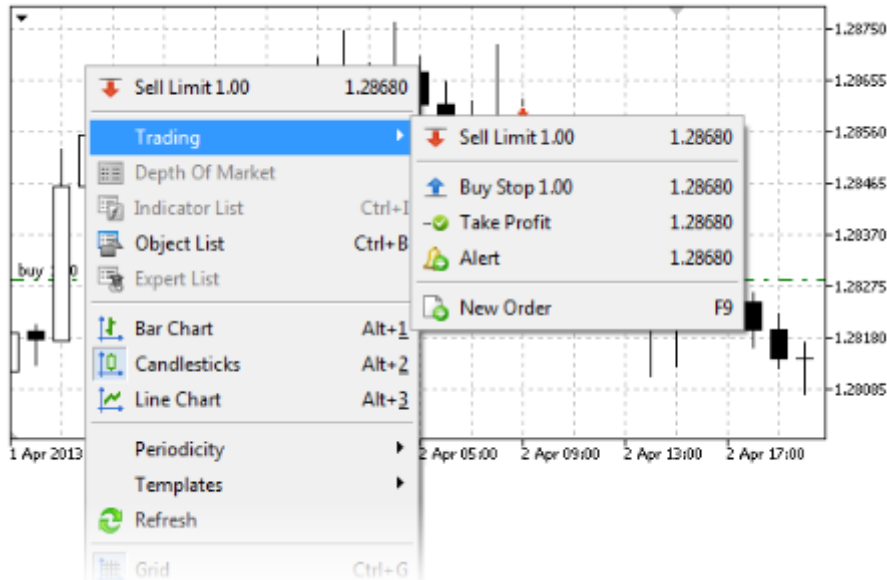 1.28750
1.28655
1.28560
1.28465
1.28370
1.28275
1.28180
1.28085
Sell Limit 1.00 1.28680
Trading
Depth Of Market
Indicator List Ctrl+I
Object List Ctrl+B
Expert List
Bar Chart Alt+1
Candlesticks Alt+2
Line Chart Alt+3
Periodicity
Templates
Refresh
Grid Ctrl+G
Sell Limit 1.00 1.28680
Buy Stop 1.00 1.28680
Take Profit 1.28680
Alert 1.28680
New Order F9
buy
1 Apr 2013 2 Apr 05:00 2 Apr 09:00 2 Apr 13:00 2 Apr 17:00